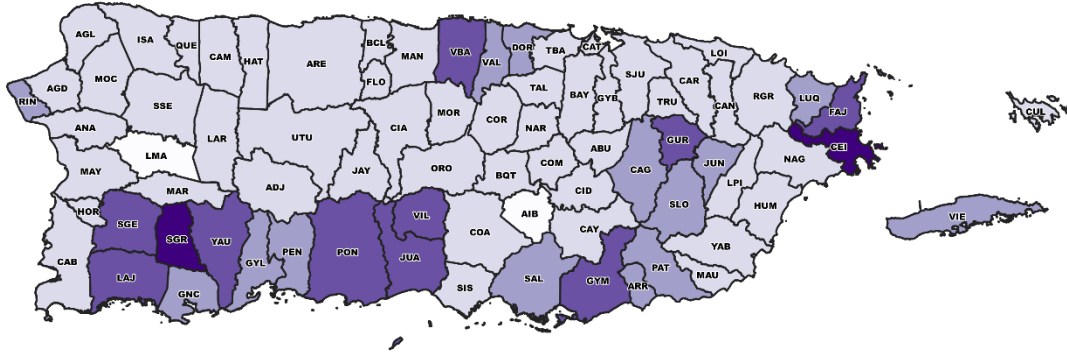 AGL
ISA
QUE
CAM
HAT
ARE
BCL
FLO
MAN
VBA
VAL
DOR
TBA
CAT
LOI
MOC
AGD
RIN
SSE
TAL
BAY
GYB
SJU
CAR
TRU
CAN
RGR
LUQ
FAJ
CUL
ANA
LAR
UTU
CIA
MOR
COR
NAR
ABU
GUR
CEI
NAG
MAY
LMA
MAR
ADJ
JAY
ORO
BQT
COM
CID
CAG
JUN
LPI
HUM
SLO
VIE
HOR
SGE
SGR
YAU
GYL
PEN
PON
VIL
JUA
COA
AIB
CAY
YAB
CAB
LAJ
GNC
SIS
SAL
GYM
ARR
PAT
MAU